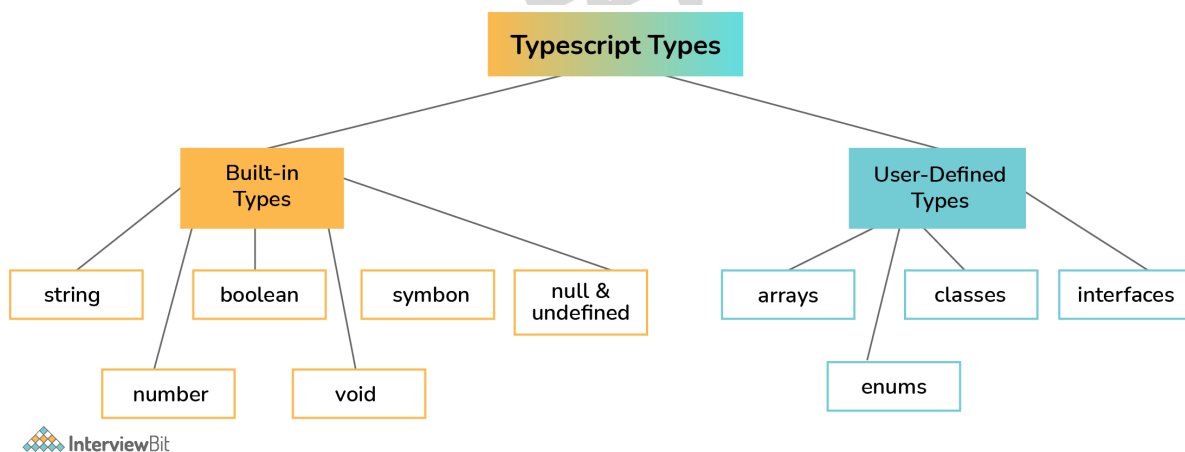 Typescript Types
Built-in
Types
User-Defined
Types
string
boolean
symbon
null &
undefined
arrays
classes
interfaces
number
void
enums
InterviewBit